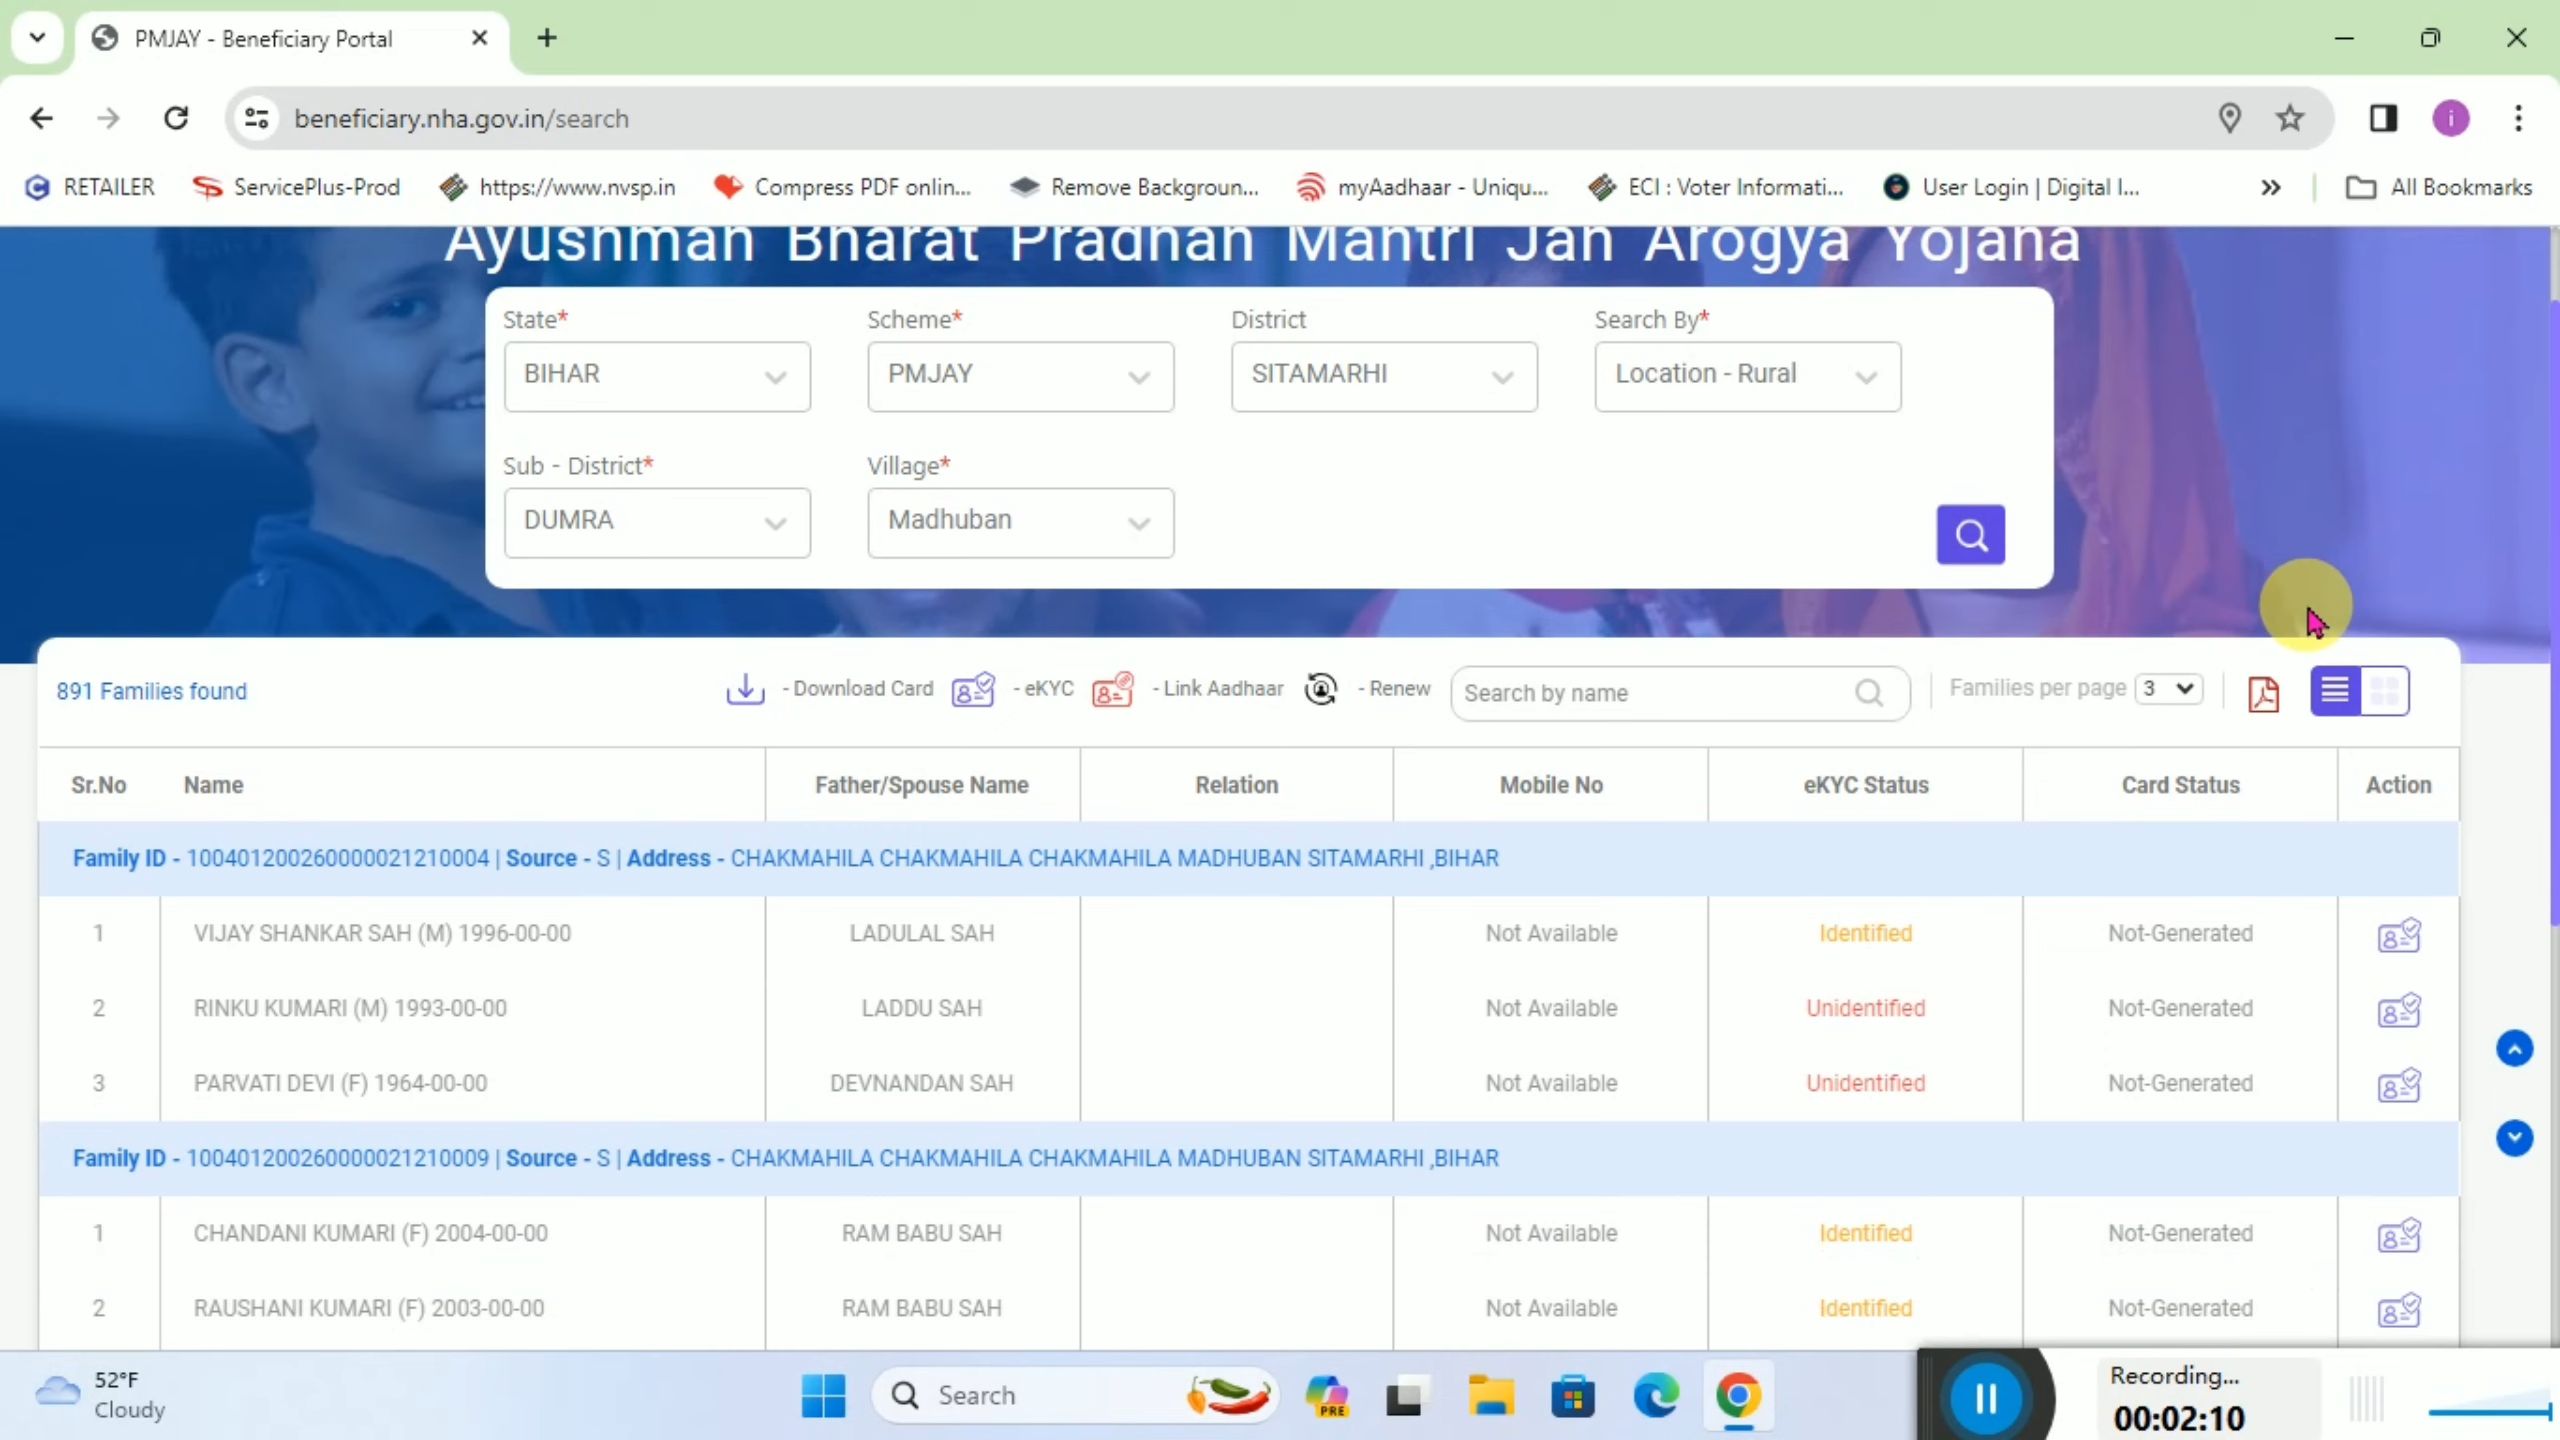 PMJAY - Beneficiary Portal
beneficiary.nha.gov.in/search
i
RETAILER ServicePlus-Prod https://www.nvsp.in Compress PDF onlin... Remove Backgroun... myAadhaar - Uniqu... ECI : Voter Informati... User Login | Digital I... All Bookmarks
Ayushman Bharat Pradhan Mantri Jan Arogya Yojana
State* Scheme* District Search By*
BIHAR PMJAY SITAMARHI Location - Rural
Sub - District* Village*
DUMRA Madhuban
891 Families found - Download Card - eKYC - Link Aadhaar - Renew Search by name Families per page 3
Sr.No Name Father/Spouse Name Relation Mobile No eKYC Status Card Status Action
Family ID - 100401200260000021210004 | Source - S | Address - CHAKMAHILA CHAKMAHILA CHAKMAHILA MADHUBAN SITAMARHI ,BIHAR
1 VIJAY SHANKAR SAH (M) 1996-00-00 LADULAL SAH Not Available Identified Not-Generated
2 RINKU KUMARI (M) 1993-00-00 LADDU SAH Not Available Unidentified Not-Generated
3 PARVATI DEVI (F) 1964-00-00 DEVNANDAN SAH Not Available Unidentified Not-Generated
Family ID - 100401200260000021210009 | Source - S | Address - CHAKMAHILA CHAKMAHILA CHAKMAHILA MADHUBAN SITAMARHI ,BIHAR
1 CHANDANI KUMARI (F) 2004-00-00 RAM BABU SAH Not Available Identified Not-Generated
2 RAUSHANI KUMARI (F) 2003-00-00 RAM BABU SAH Not Available Identified Not-Generated
52°F
Cloudy
Search
PRE
Recording...
00:02:10